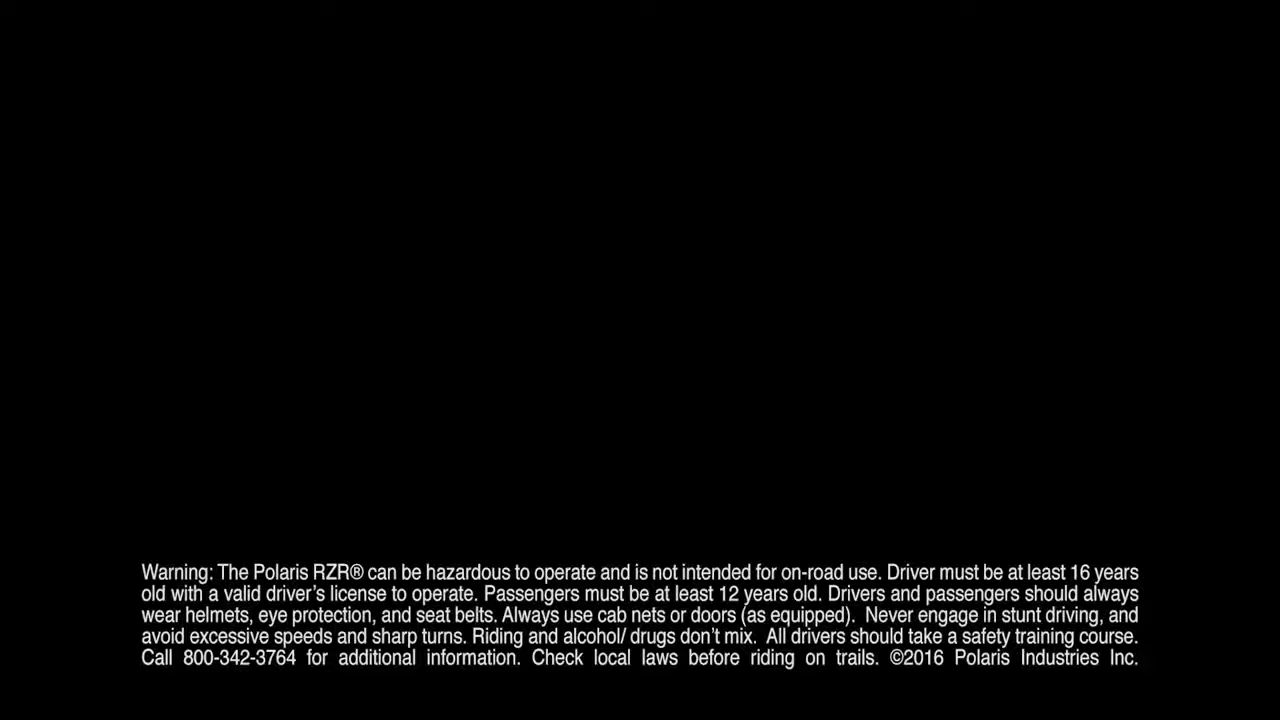 Warning: The Polaris RZR® can be hazardous to operate and is not intended for on-road use. Driver must be at least 16 years
old with a valid driver's license to operate. Passengers must be at least 12 years old. Drivers and passengers should always
wear helmets, eye protection, and seat belts. Always use cab nets or doors (as equipped).  Never engage in stunt driving, and
avoid excessive speeds and sharp turns. Riding and alcohol/ drugs don't mix.  All drivers should take a safety training course.
Call 800-342-3764 for additional information. Check local laws before riding on trails. ©2016 Polaris Industries Inc.